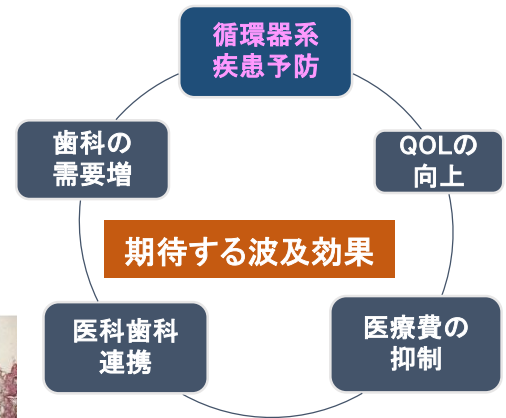 循環器系
疾患予防
歯科の
需要増
QOLの
向上
期待する波及効果
医科歯科
連携
医療費の
抑制